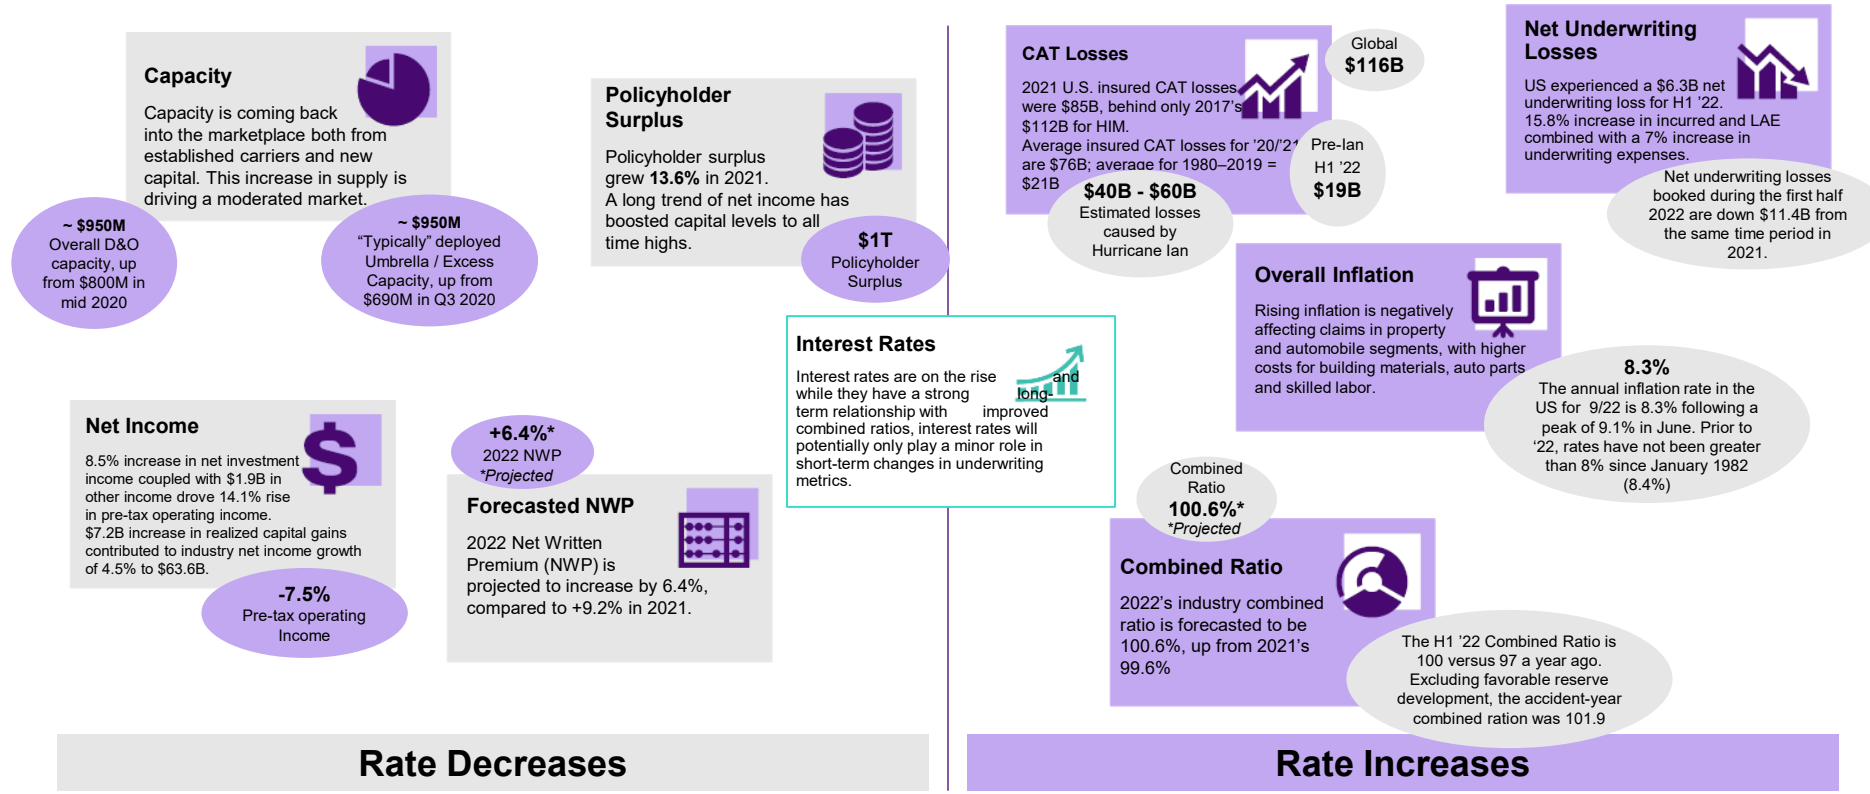 Capacity
Capacity is coming back
into the marketplace both from
established carriers and new
capital. This increase in supply is
driving a moderated market.
~ $950M
Overall D&O
capacity, up
from $800M in
mid 2020
~ $950M
“Typically” deployed
Umbrella / Excess
Capacity, up from
$690M in Q3 2020
Policyholder
Surplus
Policyholder surplus
grew 13.6% in 2021.
A long trend of net income has
boosted capital levels to all
time highs.
$1T
Policyholder
Surplus
Net Income
8.5% increase in net investment
income coupled with $1.9B in
other income drove 14.1% rise
in pre-tax operating income.
$7.2B increase in realized capital gains
contributed to industry net income growth
of 4.5% to $63.6B.
-7.5%
Pre-tax operating
Income
+6.4%*
2022 NWP
*Projected
Forecasted NWP
2022 Net Written
Premium (NWP) is
projected to increase by 6.4%,
compared to +9.2% in 2021.
Interest Rates
Interest rates are on the rise and
while they have a strong long-
term relationship with improved
combined ratios, interest rates will
potentially only play a minor role in
short-term changes in underwriting
metrics.
CAT Losses
2021 U.S. insured CAT losses
were $85B, behind only 2017’s
$112B for HIM.
Average insured CAT losses for ’20/’21
are $76B; average for 1980–2019 =
$21B
Global
$116B
Pre-Ian
H1 ’22
$19B
$40B - $60B
Estimated losses
caused by
Hurricane Ian
Net Underwriting
Losses
US experienced a $6.3B net
underwriting loss for H1 ’22.
15.8% increase in incurred and LAE
combined with a 7% increase in
underwriting expenses.
Net underwriting losses
booked during the first half
2022 are down $11.4B from
the same time period in
2021.
Overall Inflation
Rising inflation is negatively
affecting claims in property
and automobile segments, with higher
costs for building materials, auto parts
and skilled labor.
8.3%
The annual inflation rate in the
US for 9/22 is 8.3% following a
peak of 9.1% in June. Prior to
‘22, rates have not been greater
than 8% since January 1982
(8.4%)
Combined
Ratio
100.6%*
*Projected
Combined Ratio
2022’s industry combined
ratio is forecasted to be
100.6%, up from 2021’s
99.6%
The H1 ’22 Combined Ratio is
100 versus 97 a year ago.
Excluding favorable reserve
development, the accident-year
combined ration was 101.9
Rate Decreases
Rate Increases